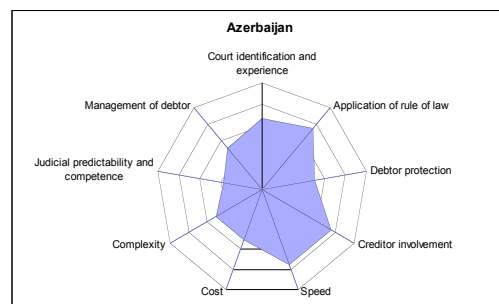 Azerbaijan
Court identification and
experience
Application of rule of law
Debtor protection
Creditor involvement
Speed
Cost
Complexity
Judicial predictability and
competence
Management of debtor